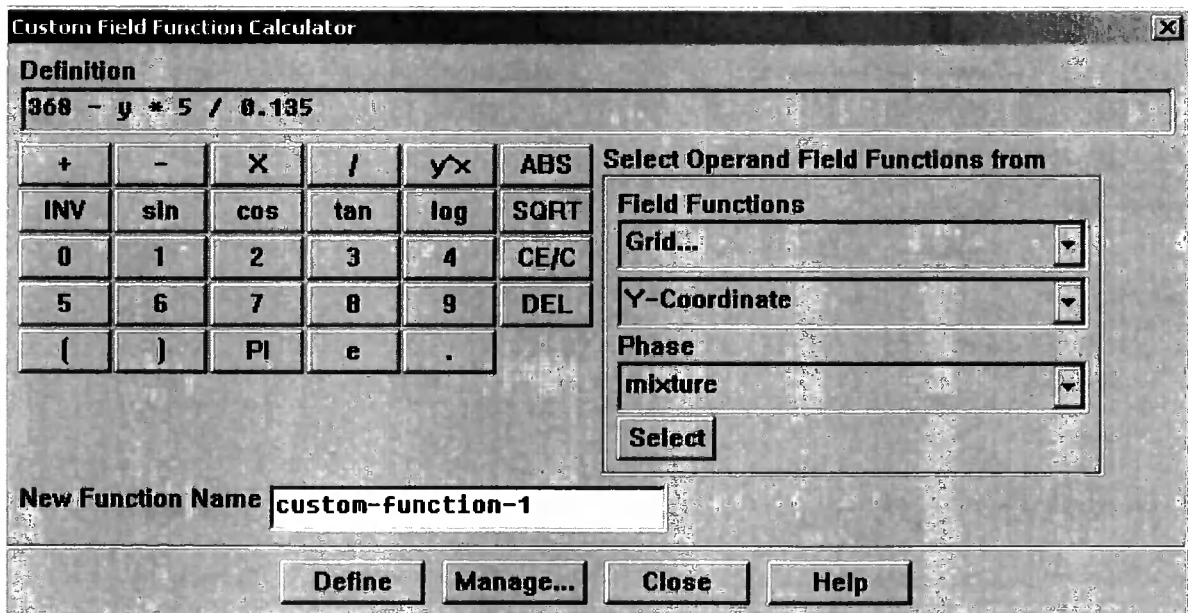 Custom Field Function Calculator
Definition
368 - y * 5 / 0.135
+ - X / y^x ABS
INV sin cos tan log SQRT
0 1 2 3 4 CE/C
5 6 7 8 9 DEL
( ) PI e .
Select Operand Field Functions from
Field Functions
Grid...
Y-Coordinate
Phase
mixture
Select
New Function Name custom-function-1
Define Manage... Close Help